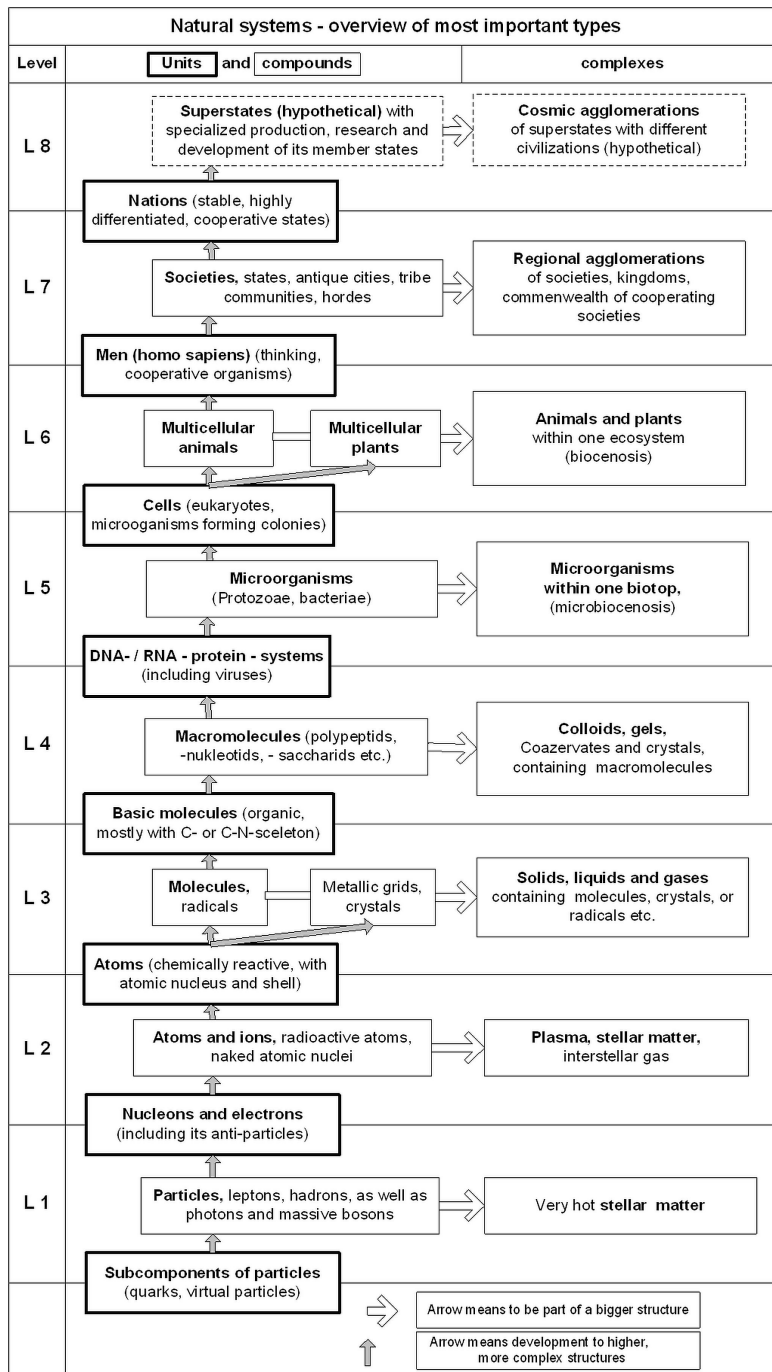 Natural systems - overview of most important types
Level
Units and compounds
complexes
L 8
Superstates (hypothetical) with
specialized production, research and
development of its member states
Cosmic agglomerations
of superstates with different
civilizations (hypothetical)
Nations (stable, highly
differentiated, cooperative states)
L 7
Societies, states, antique cities, tribe
communities, hordes
Regional agglomerations
of societies, kingdoms,
commonwealth of cooperating
societies
Men (homo sapiens) (thinking,
cooperative organisms)
L 6
Multicellular
animals
Multicellular
plants
Animals and plants
within one ecosystem
(biocenosis)
Cells (eukaryotes,
microoganisms forming colonies)
L 5
Microorganisms
(Protozoae, bacteriae)
Microorganisms
within one biotop,
(microbiocenosis)
DNA- / RNA - protein - systems
(including viruses)
L 4
Macromolecules (polypeptids,
-nukleotids, - saccharids etc.)
Colloids, gels,
Coazervates and crystals,
containing macromolecules
Basic molecules (organic,
mostly with C- or C-N-sceleton)
L 3
Molecules,
radicals
Metallic grids,
crystals
Solids, liquids and gases
containing molecules, crystals, or
radicals etc.
Atoms (chemically reactive, with
atomic nucleus and shell)
L 2
Atoms and ions, radioactive atoms,
naked atomic nuclei
Plasma, stellar matter,
interstellar gas
Nucleons and electrons
(including its anti-particles)
L 1
Particles, leptons, hadrons, as well as
photons and massive bosons
Very hot stellar matter
Subcomponents of particles
(quarks, virtual particles)
Arrow means to be part of a bigger structure
Arrow means development to higher,
more complex structures